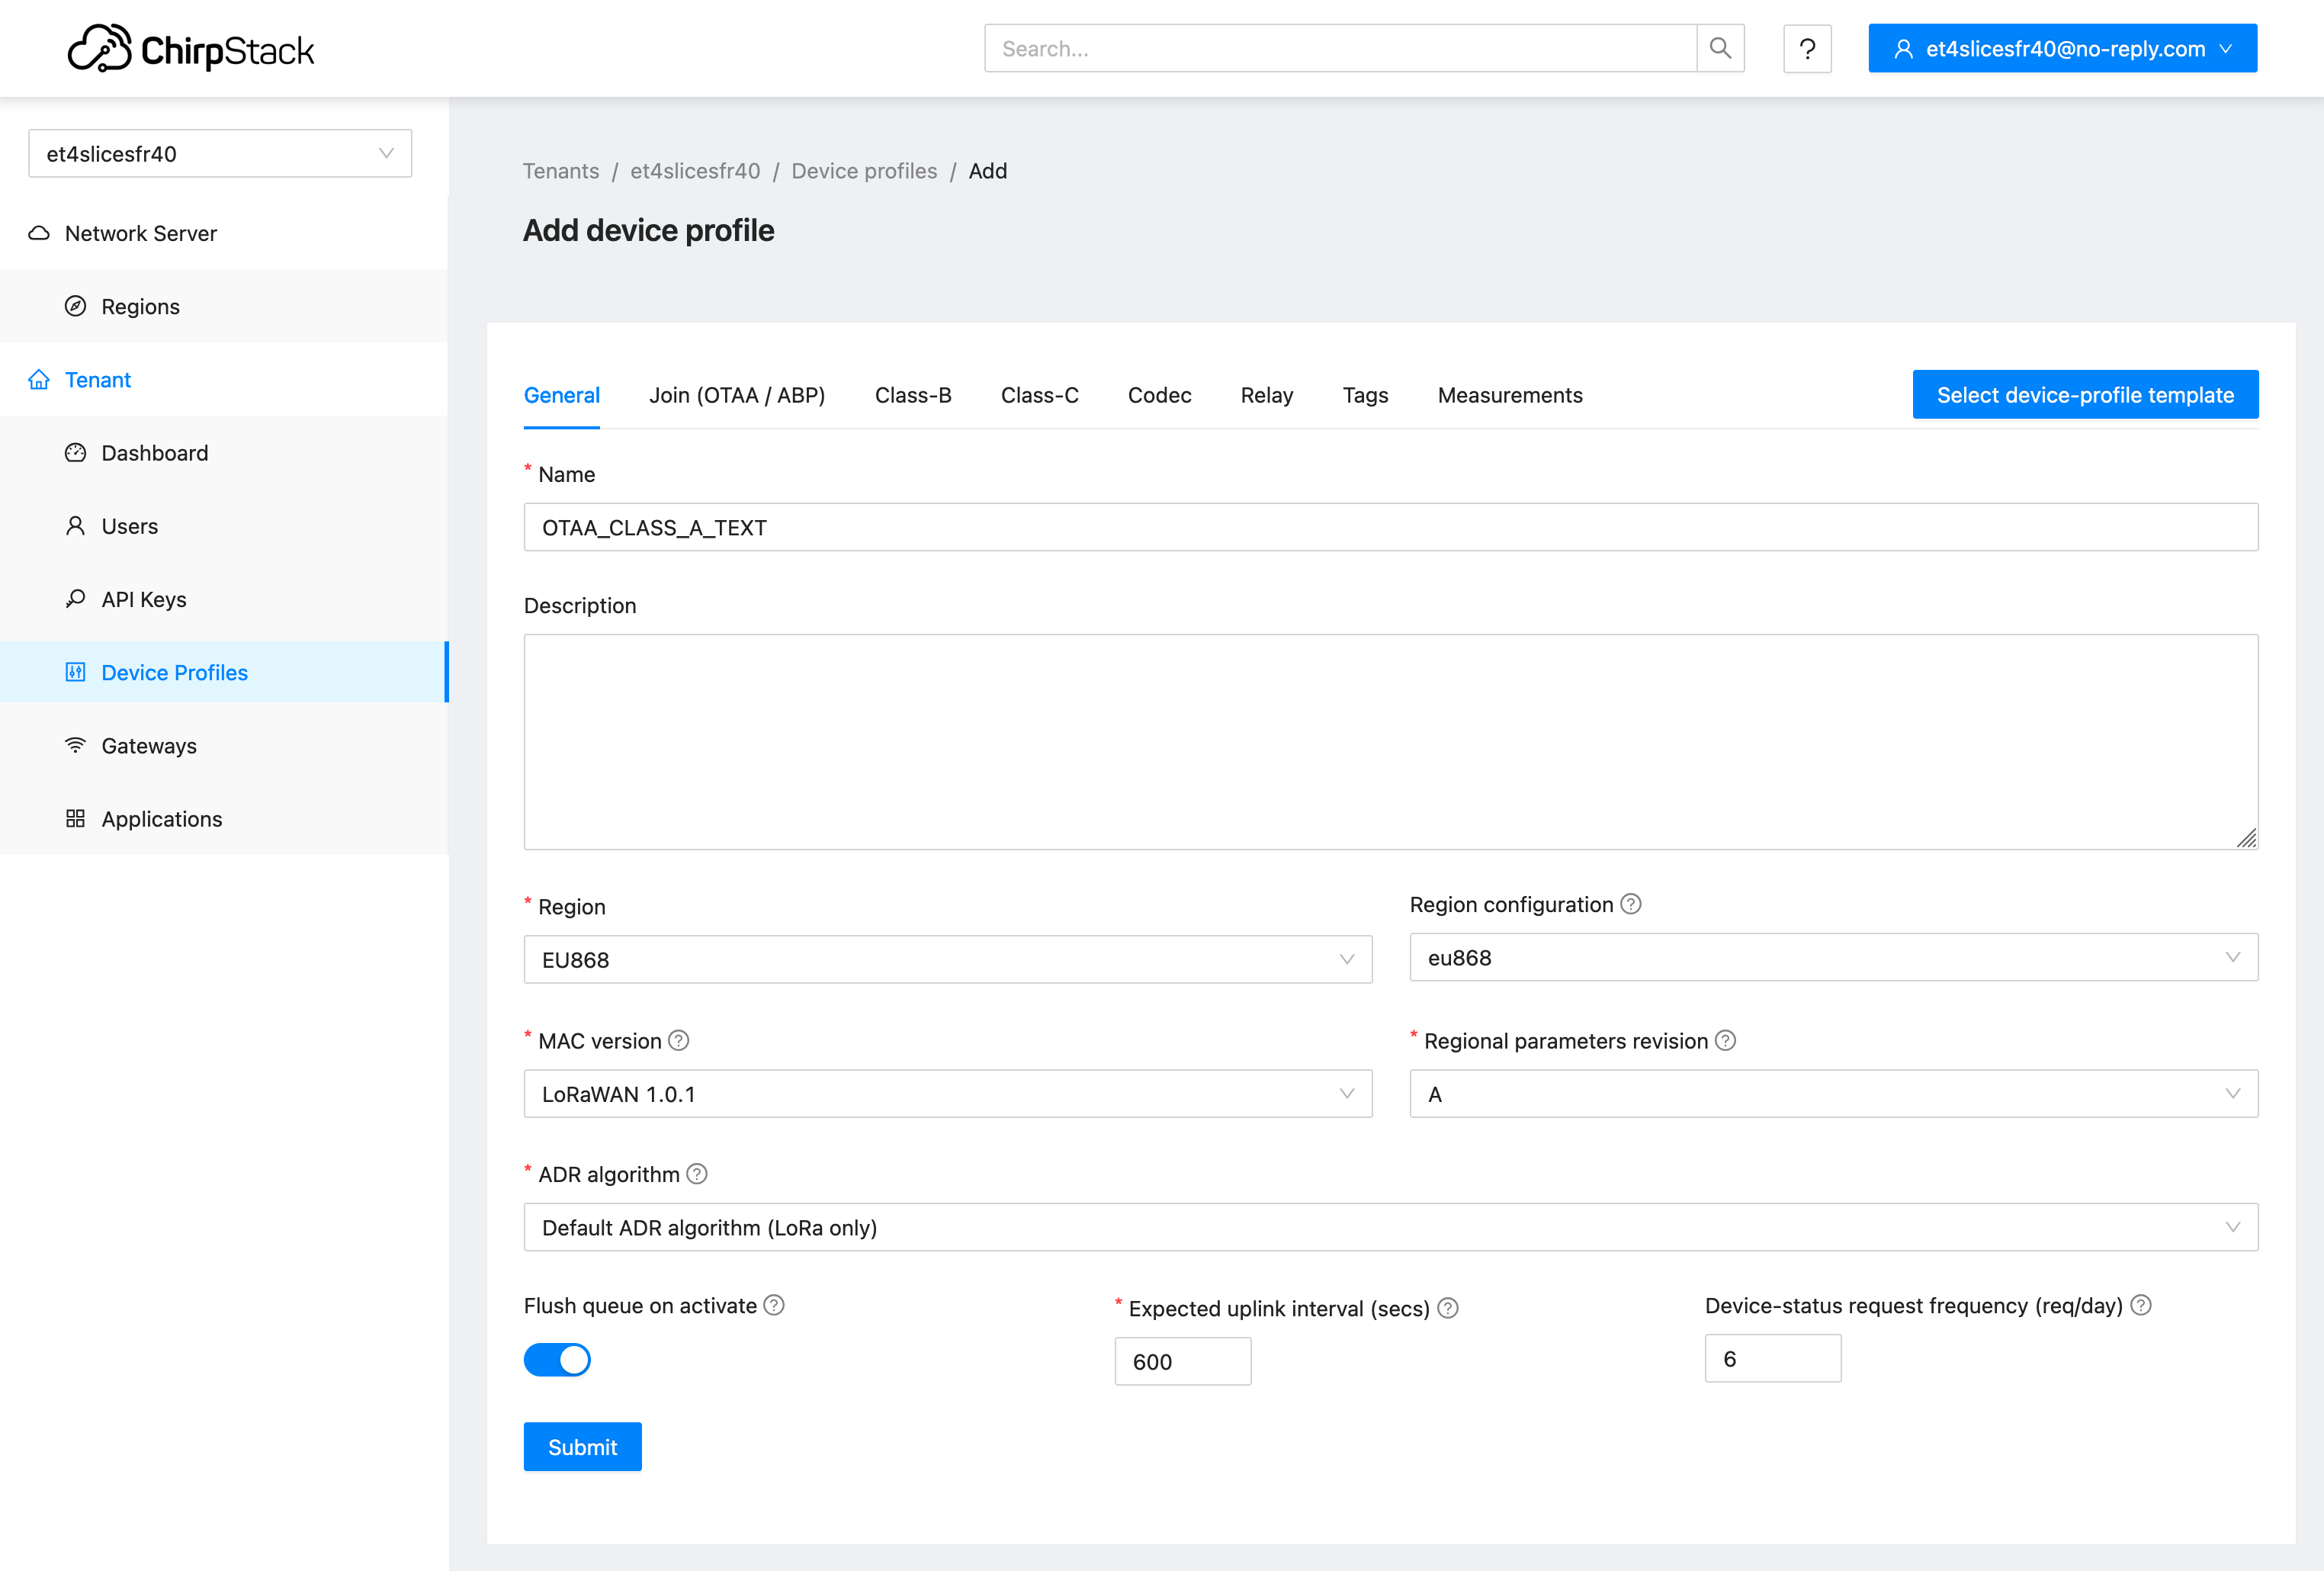 ChirpStack
Search...
?
et4slicesfr40@no-reply.com
et4slicesfr40
Network Server
Regions
Tenant
Dashboard
Users
API Keys
Device Profiles
Gateways
Applications
Tenants / et4slicesfr40 / Device profiles / Add
Add device profile
General Join (OTAA / ABP) Class-B Class-C Codec Relay Tags Measurements
Select device-profile template
* Name
OTAA_CLASS_A_TEXT
Description
* Region
EU868
Region configuration ?
eu868
* MAC version ?
LoRaWAN 1.0.1
* Regional parameters revision ?
A
* ADR algorithm ?
Default ADR algorithm (LoRa only)
Flush queue on activate ?
* Expected uplink interval (secs) ?
600
Device-status request frequency (req/day) ?
6
Submit